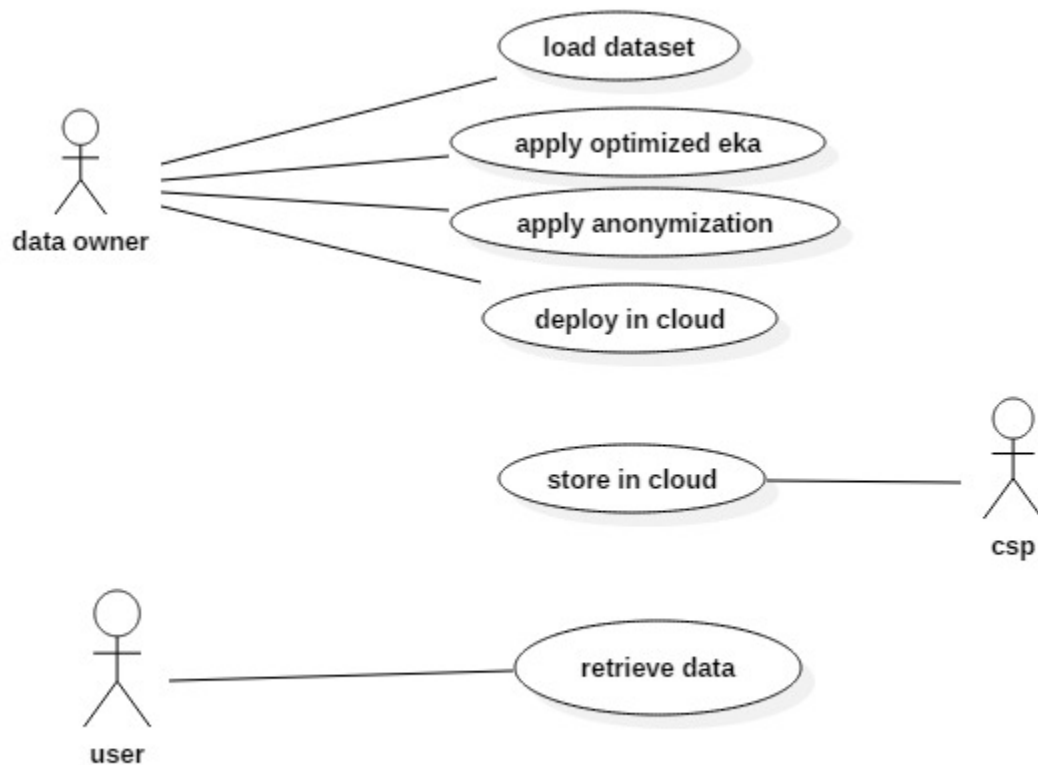 load dataset
apply optimized eka
data owner
apply anonymization
deploy in cloud
store in cloud
csp
retrieve data
user